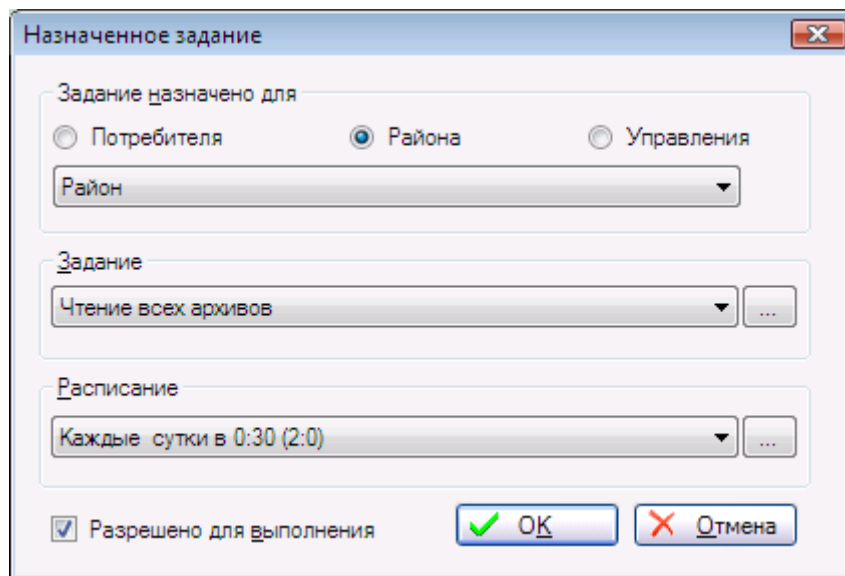 Назначенное задание
Задание назначено для
Потребителя Района Управления
Район
Задание
Чтение всех архивов ...
Расписание
Каждые  сутки в 0:30 (2:0) ...
Разрешено для выполнения OK Отмена